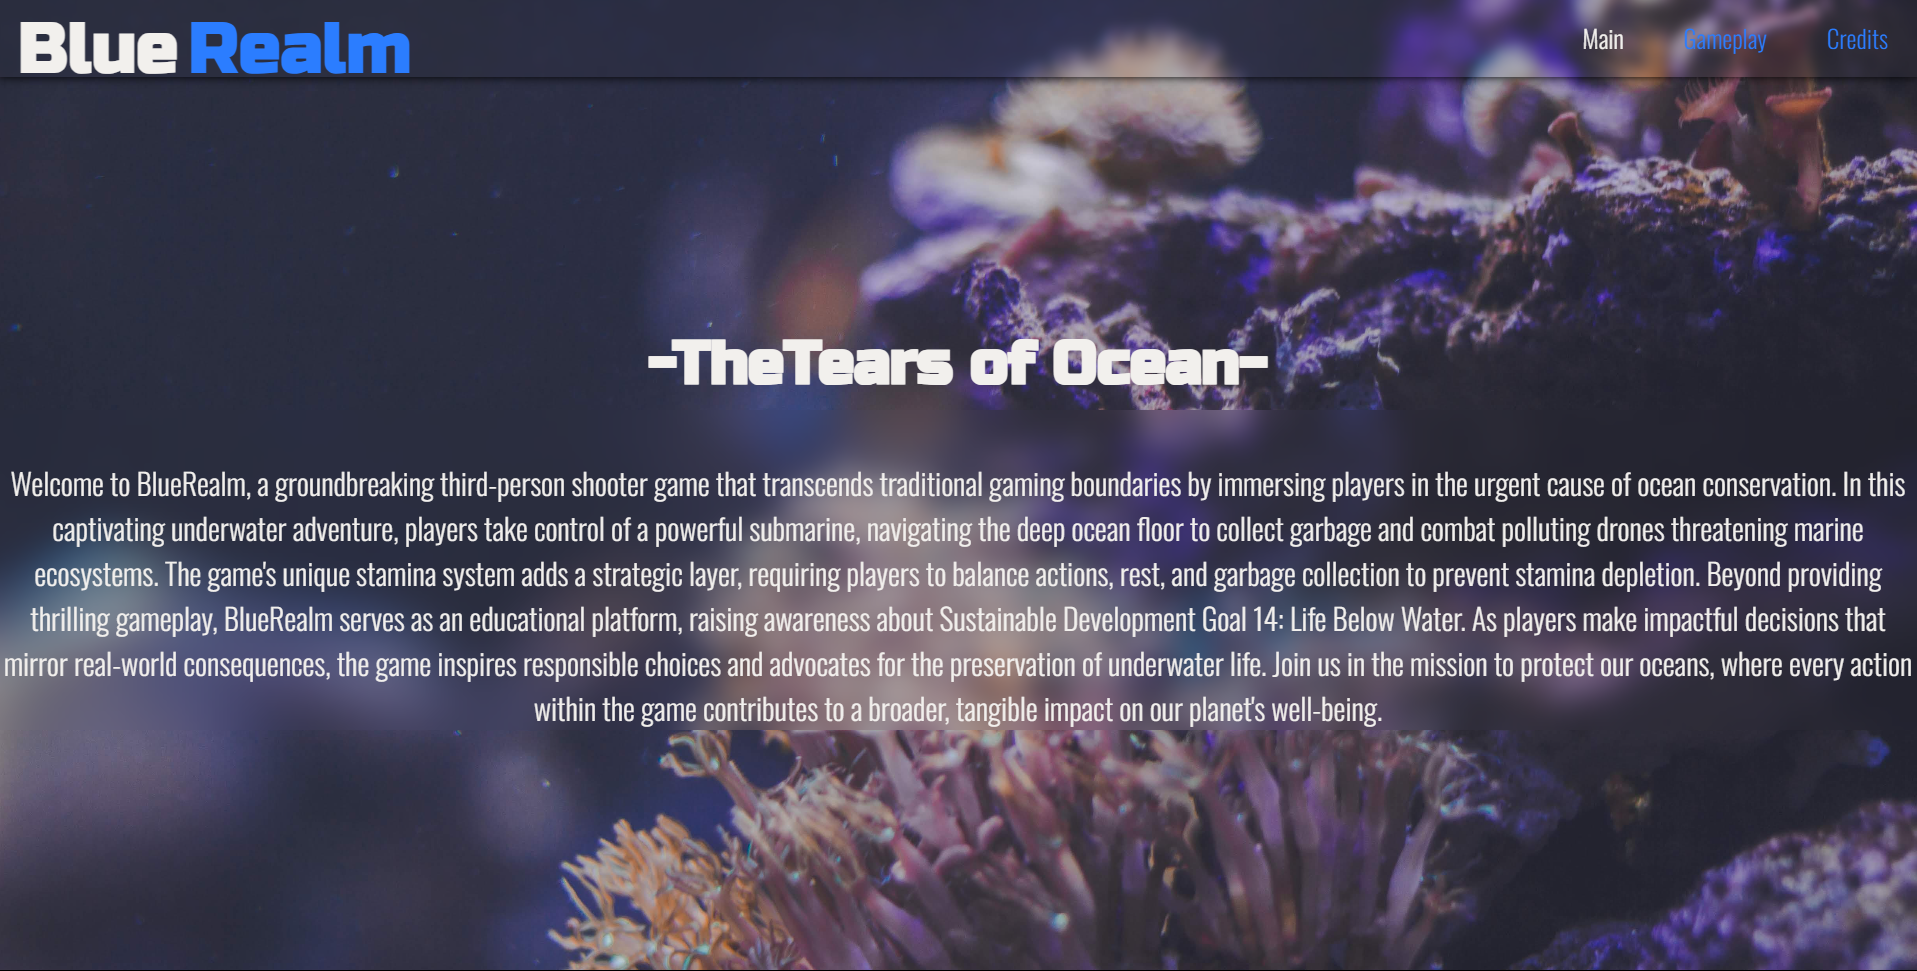 Blue Realm
Main Gameplay Credits
-TheTears of Ocean-
Welcome to BlueRealm, a groundbreaking third-person shooter game that transcends traditional gaming boundaries by immersing players in the urgent cause of ocean conservation. In this
captivating underwater adventure, players take control of a powerful submarine, navigating the deep ocean floor to collect garbage and combat polluting drones threatening marine
ecosystems. The game's unique stamina system adds a strategic layer, requiring players to balance actions, rest, and garbage collection to prevent stamina depletion. Beyond providing
thrilling gameplay, BlueRealm serves as an educational platform, raising awareness about Sustainable Development Goal 14: Life Below Water. As players make impactful decisions that
mirror real-world consequences, the game inspires responsible choices and advocates for the preservation of underwater life. Join us in the mission to protect our oceans, where every action
within the game contributes to a broader, tangible impact on our planet's well-being.